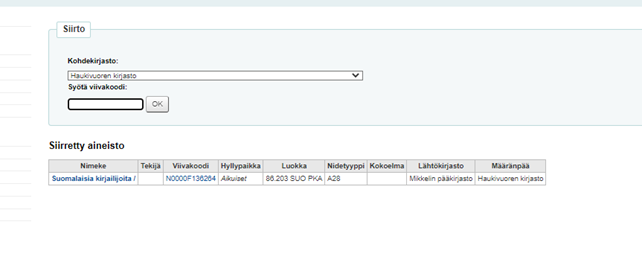 Siirto
Kohdekirjasto:
Haukivuoren kirjasto
Syötä viivakoodi:
OK
Siirretty aineisto
Nimeke Tekijä Viivakoodi Hyllypaikka Luokka Nidetyyppi Kokoelma Lähtökirjasto Määränpää
Suomalaisia kirjailijoita / N0000F136264 Aikuiset 86.203 SUO PKA A28 Mikkelin pääkirjasto Haukivuoren kirjasto